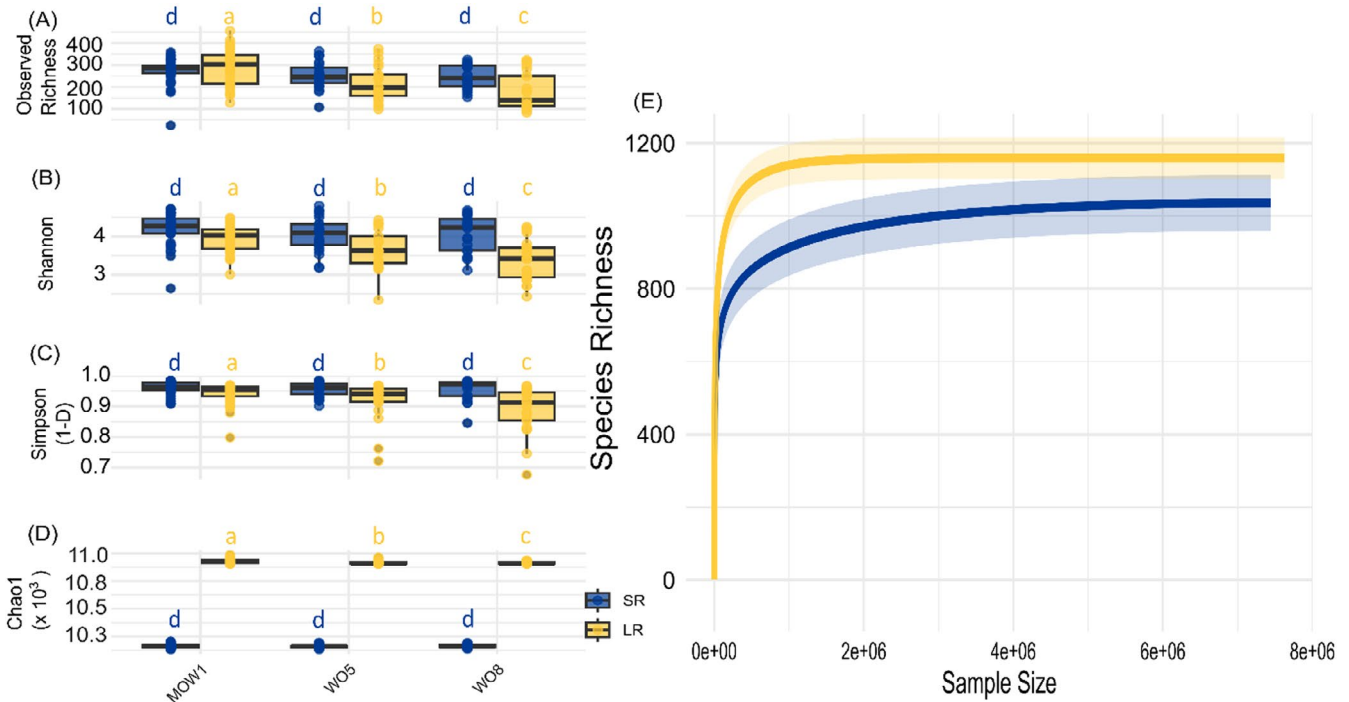 (A)
d a d b d c
Observed
Richness
400
300
200
100
(B)
d a d b d c
Shannon
4
3
(C)
d a d b d c
Simpson
(1-D)
1.0
0.9
0.8
0.7
(D)
a b c
Chao1
(x 10³)
11.0
10.8
10.5
10.3
d d d
MOW1 WO5 WO8
SR
LR
(E)
Species Richness
1200
800
400
0
0e+00 2e+06 4e+06 6e+06 8e+06
Sample Size